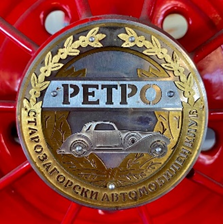 РЕТРО
СТАРОЗАГОРСКИ АВТОМОБИЛЕН КЛУБ